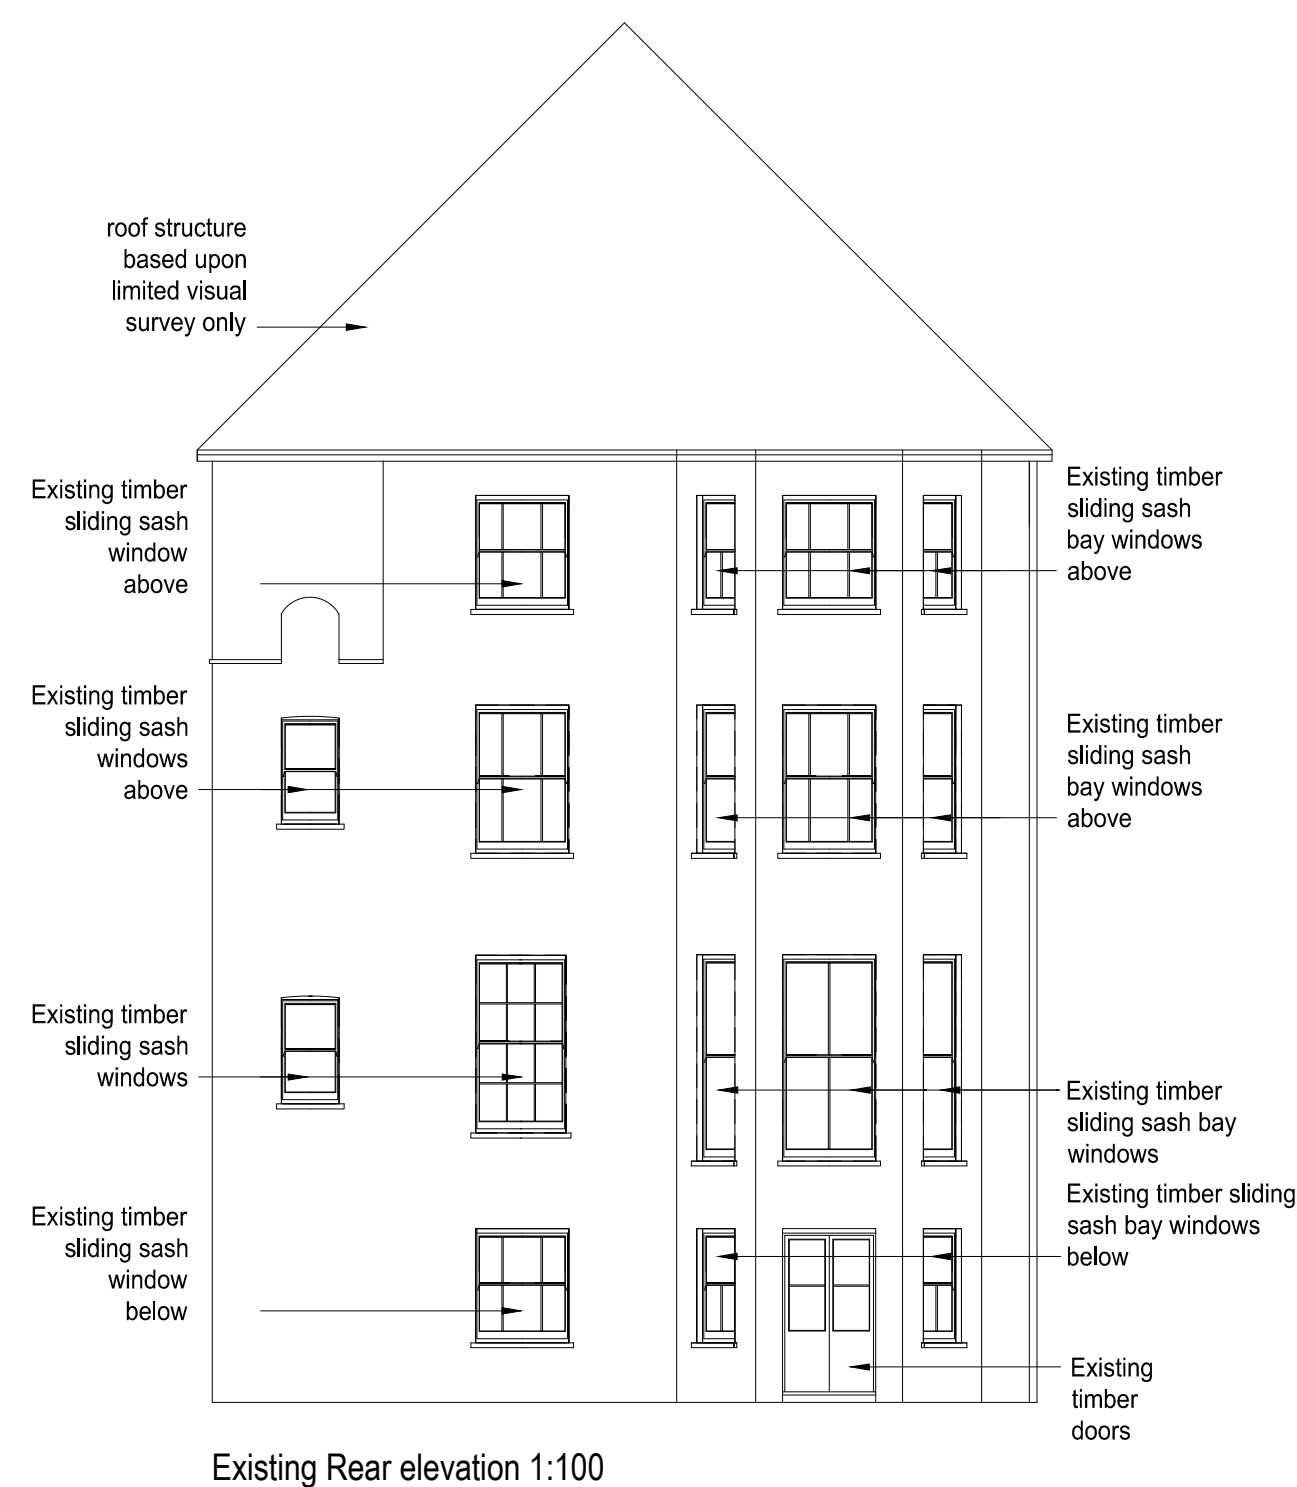 roof structure
based upon
limited visual
survey only
Existing timber
sliding sash
window
above
Existing timber
sliding sash
bay windows
above
Existing timber
sliding sash
windows
above
Existing timber
sliding sash
bay windows
above
Existing timber
sliding sash
windows
Existing timber
sliding sash bay
windows
Existing timber sliding
sash bay windows
below
Existing timber
sliding sash
window
below
Existing
timber
doors
Existing Rear elevation 1:100